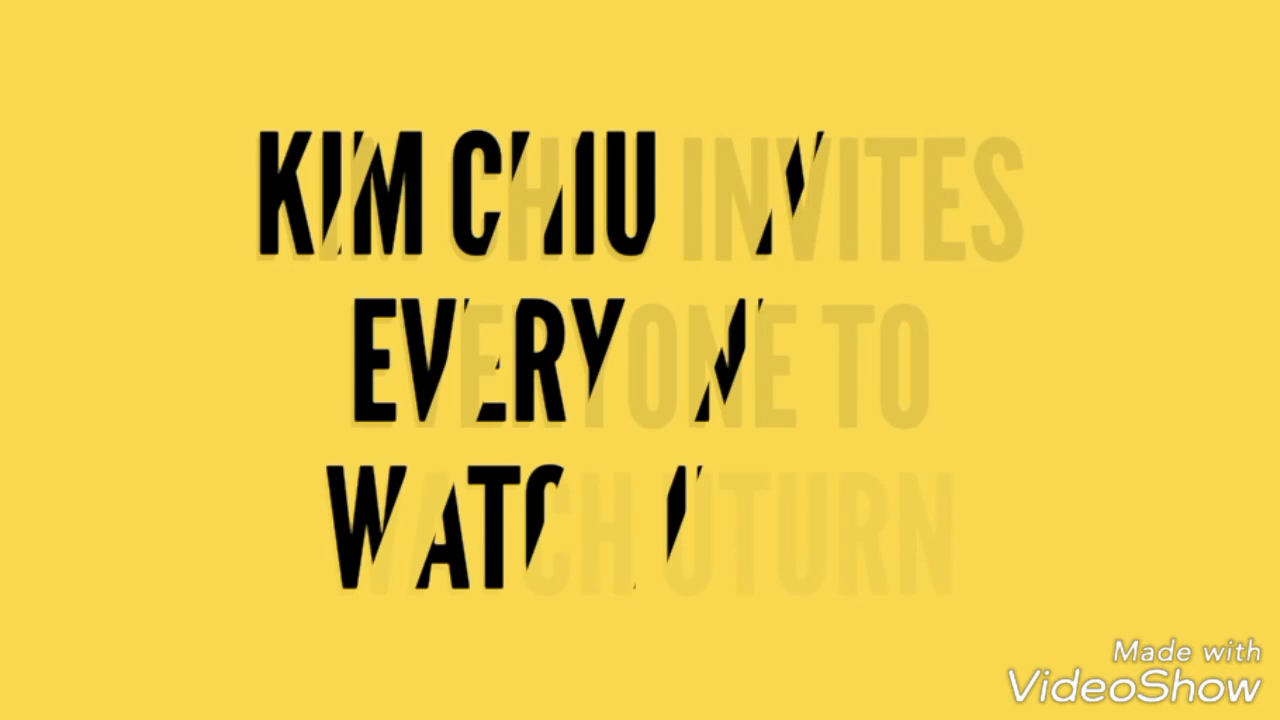 KIM CHIU INVITES
EVERYONE TO
WATCH UTURN
Made with
VideoShow